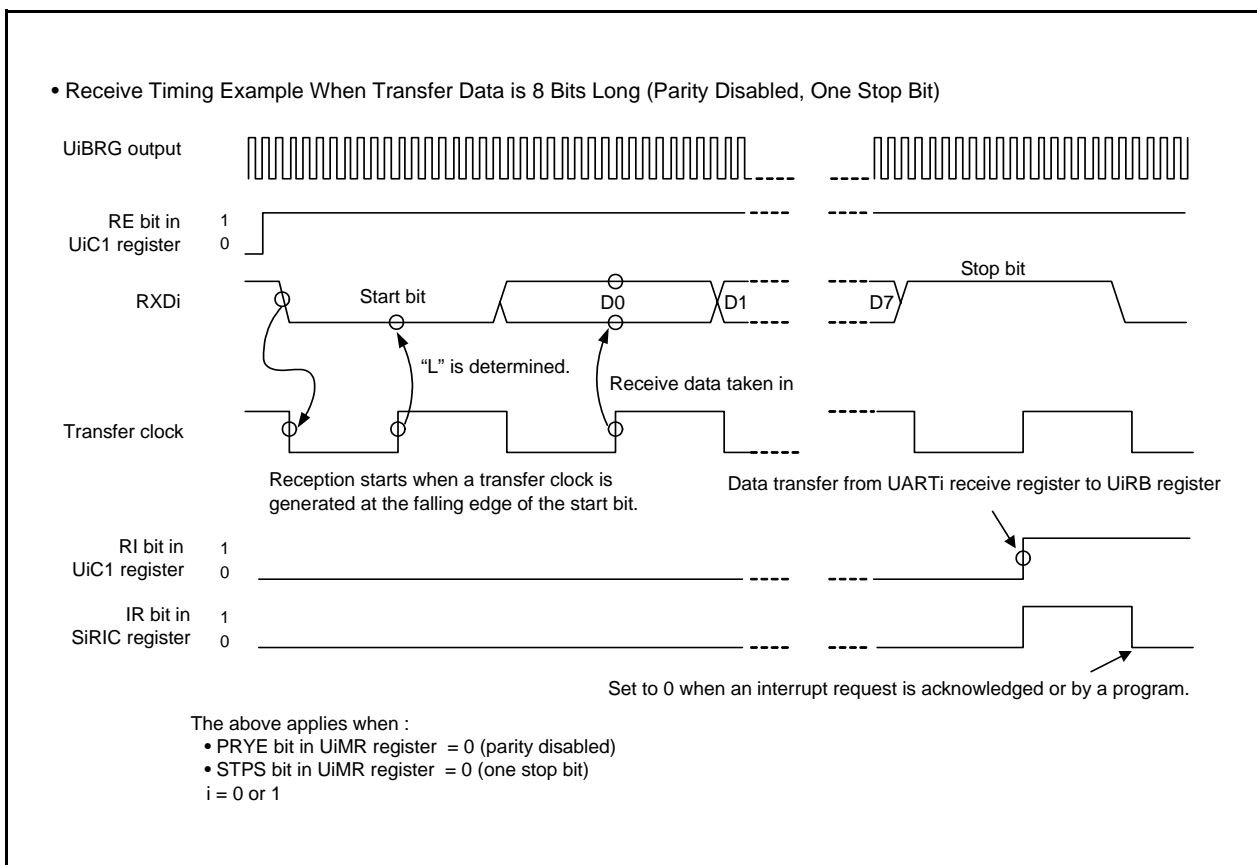 • Receive Timing Example When Transfer Data is 8 Bits Long (Parity Disabled, One Stop Bit)
UiBRG output
RE bit in
UiC1 register
1
0
RXDi
Start bit
D0
D1
D7
Stop bit
“L” is determined.
Receive data taken in
Transfer clock
Reception starts when a transfer clock is
generated at the falling edge of the start bit.
Data transfer from UARTi receive register to UiRB register
RI bit in
UiC1 register
1
0
IR bit in
SiRIC register
1
0
Set to 0 when an interrupt request is acknowledged or by a program.
The above applies when :
• PRYE bit in UiMR register = 0 (parity disabled)
• STPS bit in UiMR register = 0 (one stop bit)
i = 0 or 1